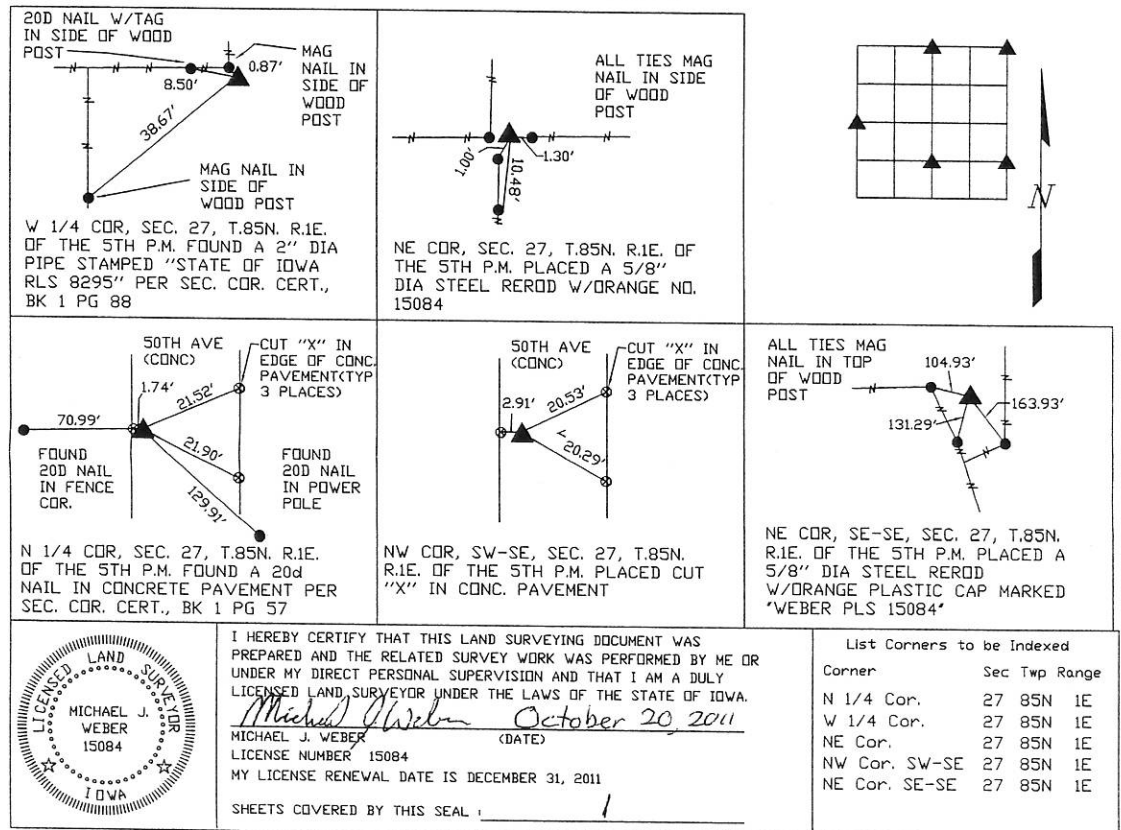 20D NAIL W/TAG
IN SIDE OF WOOD
POST
MAG
NAIL IN
SIDE OF
WOOD
POST
0.87'
8.50'
38.67'
MAG NAIL IN
SIDE OF
WOOD POST
W 1/4 COR, SEC. 27, T.85N. R.1E.
OF THE 5TH P.M. FOUND A 2" DIA
PIPE STAMPED "STATE OF IOWA
RLS 8295" PER SEC. COR. CERT.,
BK 1 PG 88
ALL TIES MAG
NAIL IN SIDE
OF WOOD
POST
1.00'
10.48'
1.30'
NE COR, SEC. 27, T.85N. R.1E. OF
THE 5TH P.M. PLACED A 5/8"
DIA STEEL REROD W/ORANGE NO.
15084
N
50TH AVE
(CONC)
CUT "X" IN
EDGE OF CONC.
PAVEMENT(TYP
3 PLACES)
1.74'
21.52'
70.99'
21.90'
129.91'
FOUND
20D NAIL
IN FENCE
COR.
FOUND
20D NAIL
IN POWER
POLE
N 1/4 COR, SEC. 27, T.85N. R.1E.
OF THE 5TH P.M. FOUND A 20d
NAIL IN CONCRETE PAVEMENT PER
SEC. COR. CERT., BK 1 PG 57
50TH AVE
(CONC)
CUT "X" IN
EDGE OF CONC.
PAVEMENT(TYP
3 PLACES)
2.91'
20.53'
20.29'
NW COR, SW-SE, SEC. 27, T.85N.
R.1E. OF THE 5TH P.M. PLACED CUT
"X" IN CONC. PAVEMENT
ALL TIES MAG
NAIL IN TOP
OF WOOD
POST
104.93'
163.93'
131.29'
NE COR, SE-SE, SEC. 27, T.85N.
R.1E. OF THE 5TH P.M. PLACED A
5/8" DIA STEEL REROD
W/ORANGE PLASTIC CAP MARKED
'WEBER PLS 15084'
LICENSED LAND SURVEYOR
MICHAEL J.
WEBER
15084
IOWA
I HEREBY CERTIFY THAT THIS LAND SURVEYING DOCUMENT WAS
PREPARED AND THE RELATED SURVEY WORK WAS PERFORMED BY ME OR
UNDER MY DIRECT PERSONAL SUPERVISION AND THAT I AM A DULY
LICENSED LAND SURVEYOR UNDER THE LAWS OF THE STATE OF IOWA.
Michael J Weber October 20, 2011
MICHAEL J. WEBER (DATE)
LICENSE NUMBER 15084
MY LICENSE RENEWAL DATE IS DECEMBER 31, 2011
SHEETS COVERED BY THIS SEAL : 1
List Corners to be Indexed
Corner Sec Twp Range
N 1/4 Cor. 27 85N 1E
W 1/4 Cor. 27 85N 1E
NE Cor. 27 85N 1E
NW Cor. SW-SE 27 85N 1E
NE Cor. SE-SE 27 85N 1E